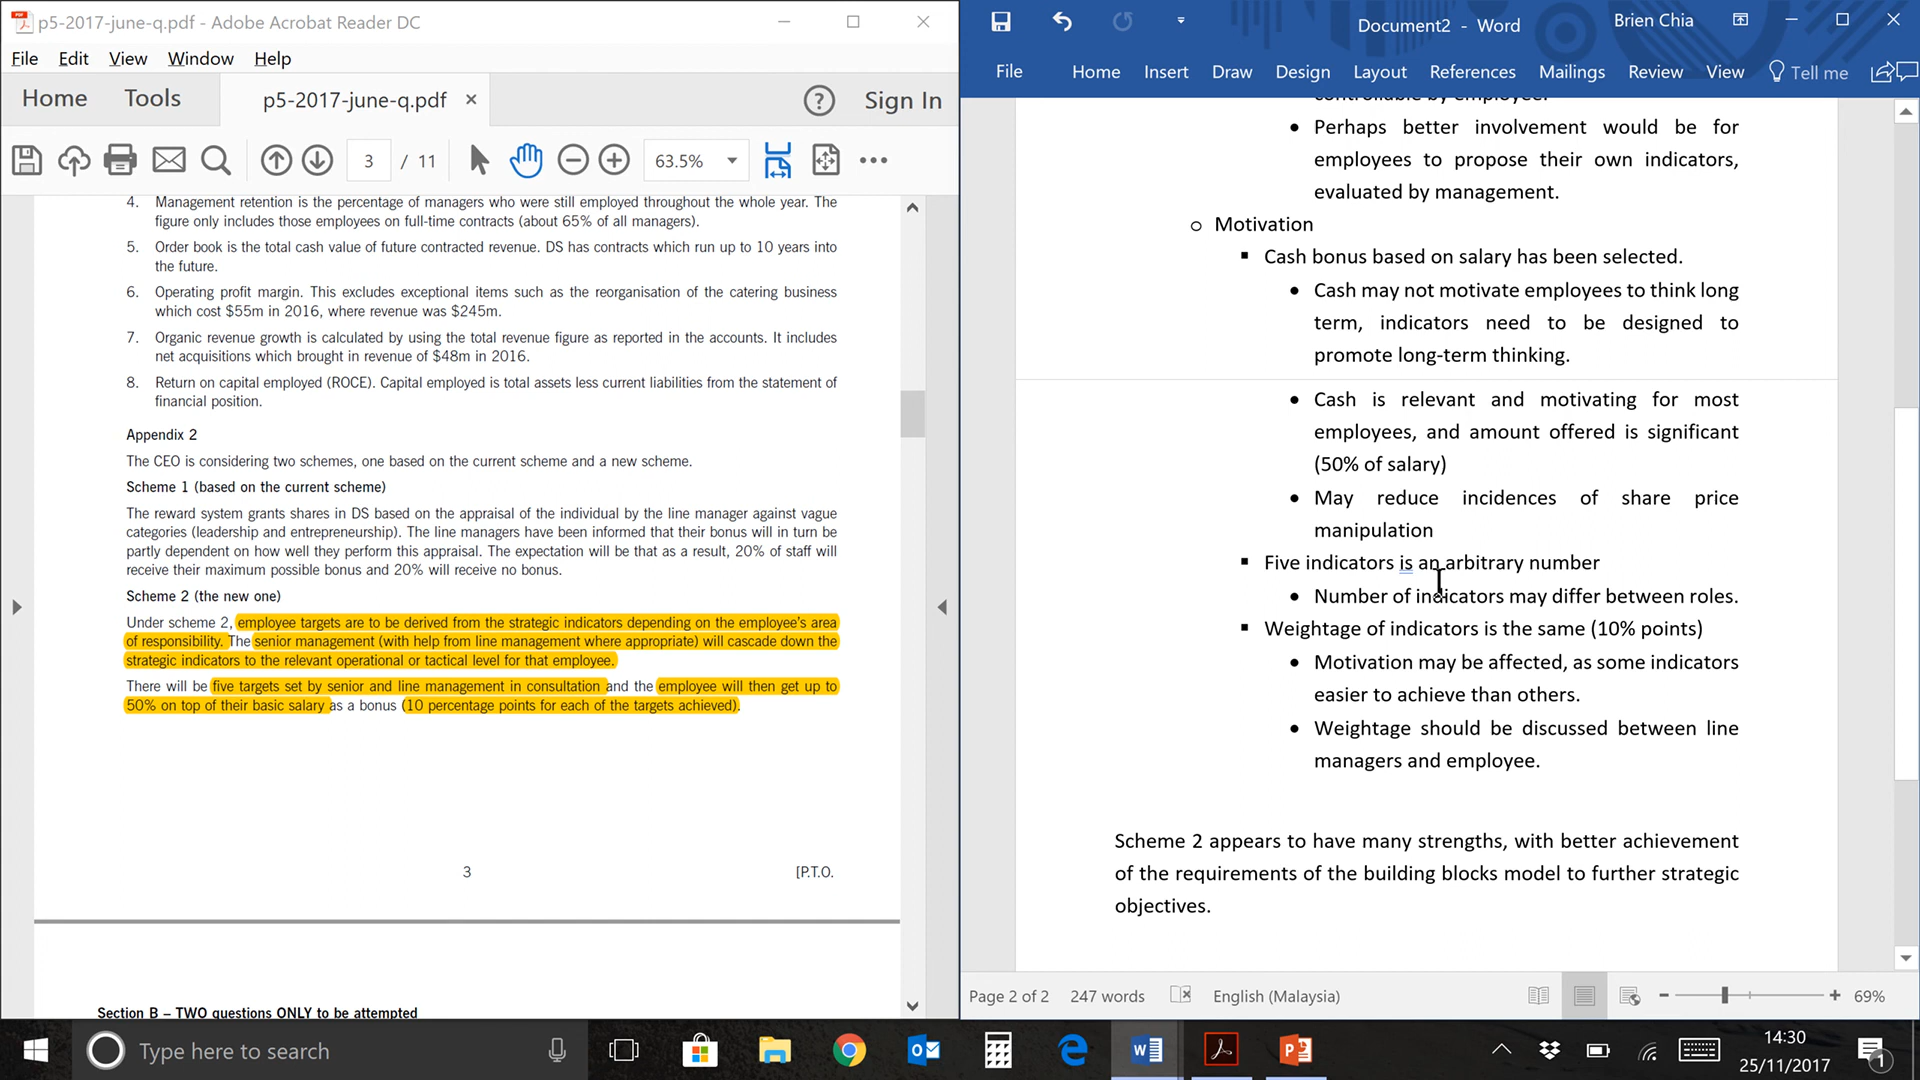 p5-2017-june-q.pdf - Adobe Acrobat Reader DC
File Edit View Window Help
Home Tools p5-2017-june-q.pdf × ? Sign In
3 / 11 63.5%
4. Management retention is the percentage of managers who were still employed throughout the whole year. The
figure only includes those employees on full-time contracts (about 65% of all managers).
5. Order book is the total cash value of future contracted revenue. DS has contracts which run up to 10 years into
the future.
6. Operating profit margin. This excludes exceptional items such as the reorganisation of the catering business
which cost $55m in 2016, where revenue was $245m.
7. Organic revenue growth is calculated by using the total revenue figure as reported in the accounts. It includes
net acquisitions which brought in revenue of $48m in 2016.
8. Return on capital employed (ROCE). Capital employed is total assets less current liabilities from the statement of
financial position.
Appendix 2
The CEO is considering two schemes, one based on the current scheme and a new scheme.
Scheme 1 (based on the current scheme)
The reward system grants shares in DS based on the appraisal of the individual by the line manager against vague
categories (leadership and entrepreneurship). The line managers have been informed that their bonus will in turn be
partly dependent on how well they perform this appraisal. The expectation will be that as a result, 20% of staff will
receive their maximum possible bonus and 20% will receive no bonus.
Scheme 2 (the new one)
Under scheme 2, employee targets are to be derived from the strategic indicators depending on the employee's area
of responsibility. The senior management (with help from line management where appropriate) will cascade down the
strategic indicators to the relevant operational or tactical level for that employee.
There will be five targets set by senior and line management in consultation and the employee will then get up to
50% on top of their basic salary as a bonus (10 percentage points for each of the targets achieved).
3 [P.T.O.
Section B – TWO questions ONLY to be attempted
Document2 - Word Brien Chia
File Home Insert Draw Design Layout References Mailings Review View Tell me
controllable by employee.
• Perhaps better involvement would be for
employees to propose their own indicators,
evaluated by management.
o Motivation
▪ Cash bonus based on salary has been selected.
• Cash may not motivate employees to think long
term, indicators need to be designed to
promote long-term thinking.
• Cash is relevant and motivating for most
employees, and amount offered is significant
(50% of salary)
• May reduce incidences of share price
manipulation
▪ Five indicators is an arbitrary number
• Number of indicators may differ between roles.
▪ Weightage of indicators is the same (10% points)
• Motivation may be affected, as some indicators
easier to achieve than others.
• Weightage should be discussed between line
managers and employee.
Scheme 2 appears to have many strengths, with better achievement
of the requirements of the building blocks model to further strategic
objectives.
Page 2 of 2 247 words English (Malaysia) 69%
Type here to search
14:30
25/11/2017
1